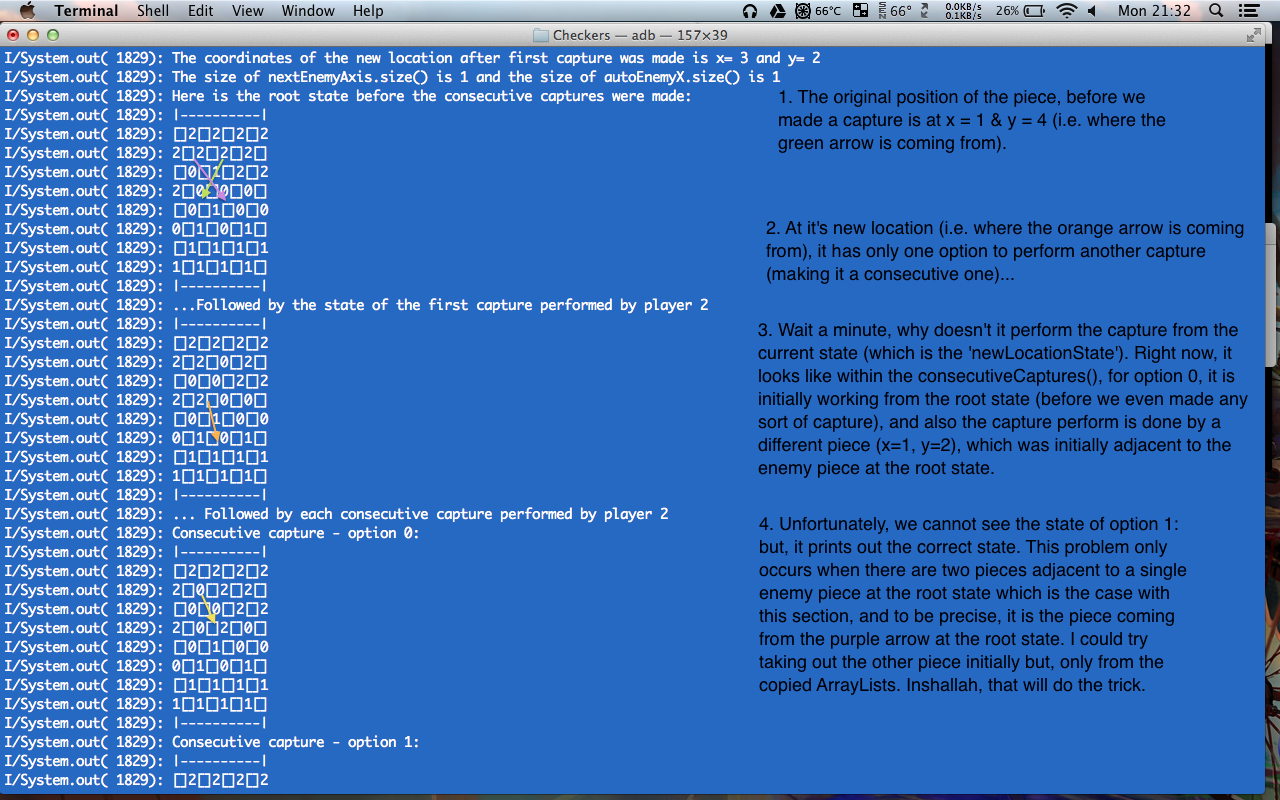 Terminal Shell Edit View Window Help 66°C SEN 66° 0.0KB/s 0.1KB/s 26% Mon 21:32
Checkers — adb — 157×39
I/System.out( 1829): The coordinates of the new location after first capture was made is x= 3 and y= 2
I/System.out( 1829): The size of nextEnemyAxis.size() is 1 and the size of autoEnemyX.size() is 1
I/System.out( 1829): Here is the root state before the consecutive captures were made:
I/System.out( 1829): |----------|
I/System.out( 1829): □2□2□2□2
I/System.out( 1829): 2□2□2□2□
I/System.out( 1829): □0□1□2□2
I/System.out( 1829): 2□0□0□0□
I/System.out( 1829): □0□1□0□0
I/System.out( 1829): 0□1□0□1□
I/System.out( 1829): □1□1□1□1
I/System.out( 1829): 1□1□1□1□
I/System.out( 1829): |----------|
I/System.out( 1829): ...Followed by the state of the first capture performed by player 2
I/System.out( 1829): |----------|
I/System.out( 1829): □2□2□2□2
I/System.out( 1829): 2□2□0□2□
I/System.out( 1829): □0□0□2□2
I/System.out( 1829): 2□2□0□0□
I/System.out( 1829): □0□1□0□0
I/System.out( 1829): 0□1□0□1□
I/System.out( 1829): □1□1□1□1
I/System.out( 1829): 1□1□1□1□
I/System.out( 1829): |----------|
I/System.out( 1829): ... Followed by each consecutive capture performed by player 2
I/System.out( 1829): Consecutive capture - option 0:
I/System.out( 1829): |----------|
I/System.out( 1829): □2□2□2□2
I/System.out( 1829): 2□0□2□2□
I/System.out( 1829): □0□0□2□2
I/System.out( 1829): 2□0□2□0□
I/System.out( 1829): □0□1□0□0
I/System.out( 1829): 0□1□0□1□
I/System.out( 1829): □1□1□1□1
I/System.out( 1829): 1□1□1□1□
I/System.out( 1829): |----------|
I/System.out( 1829): Consecutive capture - option 1:
I/System.out( 1829): |----------|
I/System.out( 1829): □2□2□2□2
1. The original position of the piece, before we
made a capture is at x = 1 & y = 4 (i.e. where the
green arrow is coming from).
2. At it's new location (i.e. where the orange arrow is coming
from), it has only one option to perform another capture
(making it a consecutive one)...
3. Wait a minute, why doesn't it perform the capture from the
current state (which is the 'newLocationState'). Right now, it
looks like within the consecutiveCaptures(), for option 0, it is
initially working from the root state (before we even made any
sort of capture), and also the capture perform is done by a
different piece (x=1, y=2), which was initially adjacent to the
enemy piece at the root state.
4. Unfortunately, we cannot see the state of option 1:
but, it prints out the correct state. This problem only
occurs when there are two pieces adjacent to a single
enemy piece at the root state which is the case with
this section, and to be precise, it is the piece coming
from the purple arrow at the root state. I could try
taking out the other piece initially but, only from the
copied ArrayLists. Inshallah, that will do the trick.